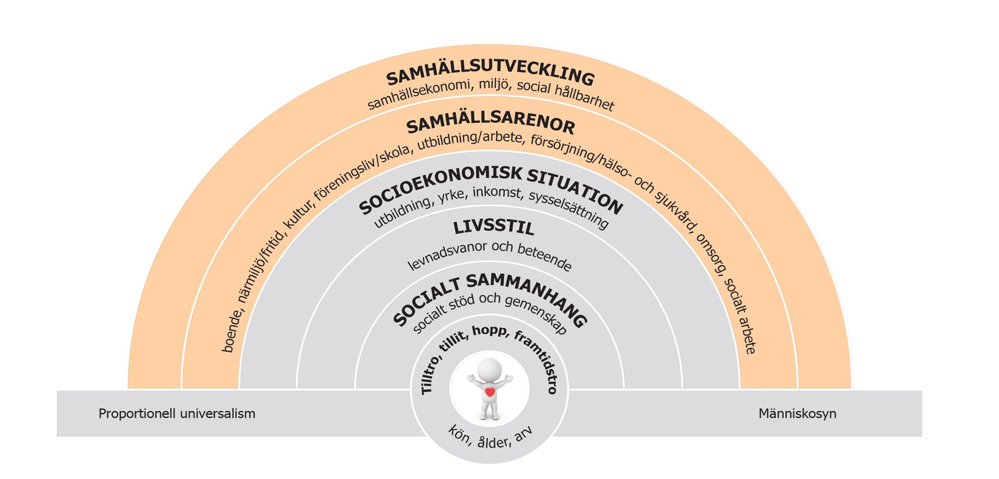 SAMHÄLLSUTVECKLING
samhällsekonomi, miljö, social hållbarhet
SAMHÄLLSARENOR
boende, närmiljö/fritid, kultur, föreningsliv/skola, utbildning/arbete, försörjning/hälso- och sjukvård, omsorg, socialt arbete
SOCIOEKONOMISK SITUATION
utbildning, yrke, inkomst, sysselsättning
LIVSSTIL
levnadsvanor och beteende
SOCIALT SAMMANHANG
socialt stöd och gemenskap
Tilltro, tillit, hopp, framtidstro
kön, ålder, arv
Proportionell universalism
Människosyn